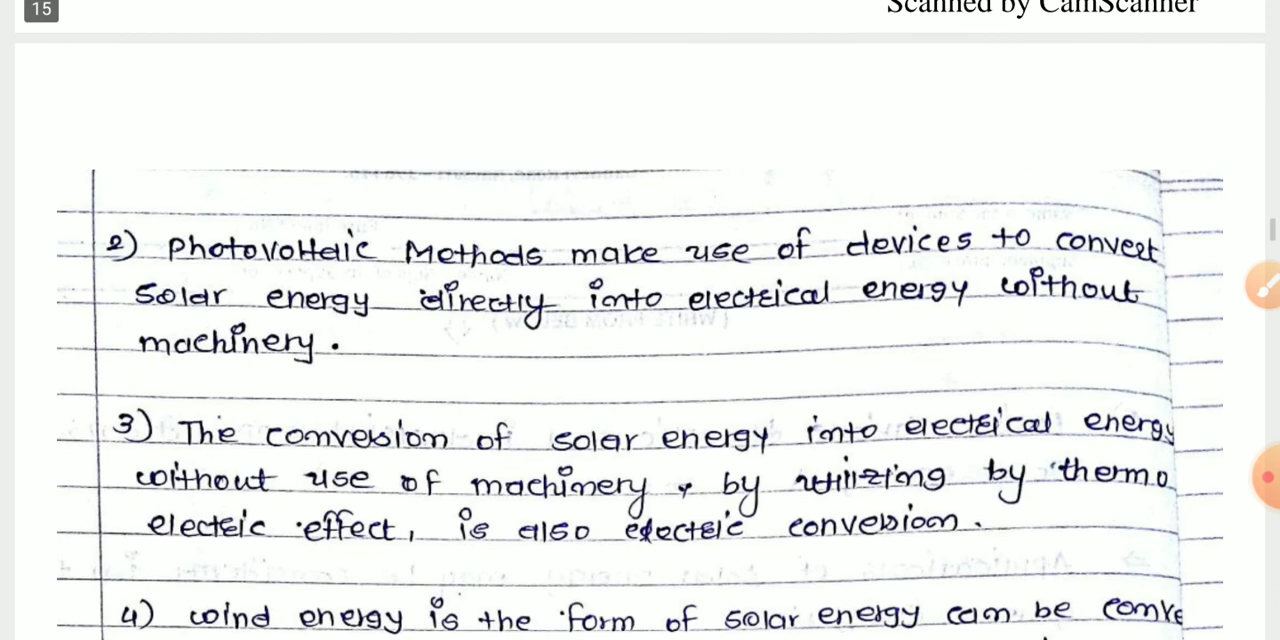 15
Scanned by CamScanner
2) Photovoltaic Methods make use of devices to convert
solar energy directly into electrical energy without
machinery.
3) The conversion of solar energy into electrical energy
without use of machinery & by utilizing by thermo
electric effect, is also electric conversion.
4) wind energy is the form of solar energy can be conve